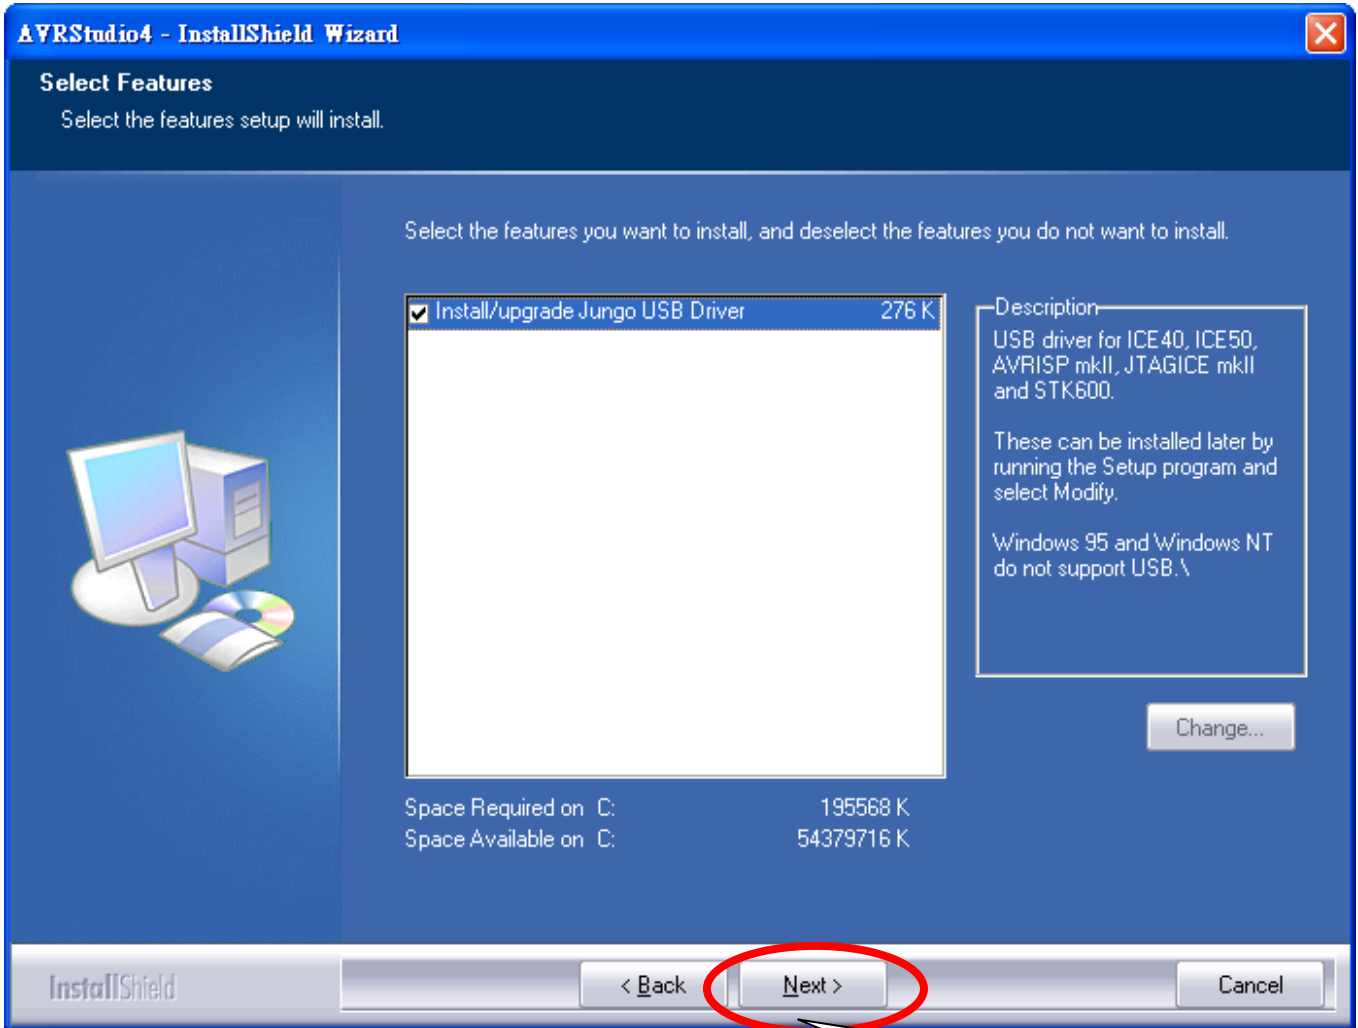 AVRStudio4 - InstallShield Wizard
Select Features
Select the features setup will install.
Select the features you want to install, and deselect the features you do not want to install.
Install/upgrade Jungo USB Driver 276 K
Description
USB driver for ICE40, ICE50,
AVRISP mkII, JTAGICE mkII
and STK600.
These can be installed later by
running the Setup program and
select Modify.
Windows 95 and Windows NT
do not support USB.\
Change...
Space Required on C: 195568 K
Space Available on C: 54379716 K
InstallShield
< Back
Next >
Cancel